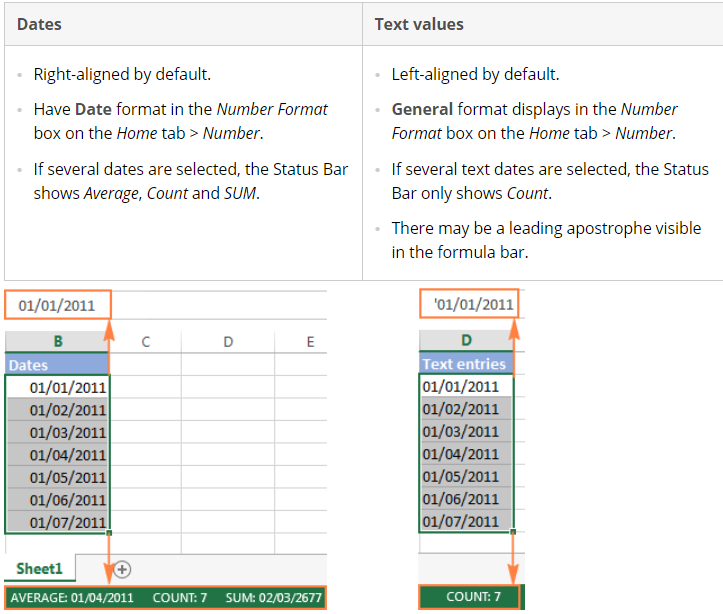 Dates
Text values
Right-aligned by default.
Have Date format in the Number Format
box on the Home tab > Number.
If several dates are selected, the Status Bar
shows Average, Count and SUM.
Left-aligned by default.
General format displays in the Number
Format box on the Home tab > Number.
If several text dates are selected, the Status
Bar only shows Count.
There may be a leading apostrophe visible
in the formula bar.
01/01/2011
B C D E
Dates
01/01/2011
01/02/2011
01/03/2011
01/04/2011
01/05/2011
01/06/2011
01/07/2011
Sheet1
AVERAGE: 01/04/2011 COUNT: 7 SUM: 02/03/2677
'01/01/2011
D
Text entries
01/01/2011
01/02/2011
01/03/2011
01/04/2011
01/05/2011
01/06/2011
01/07/2011
COUNT: 7